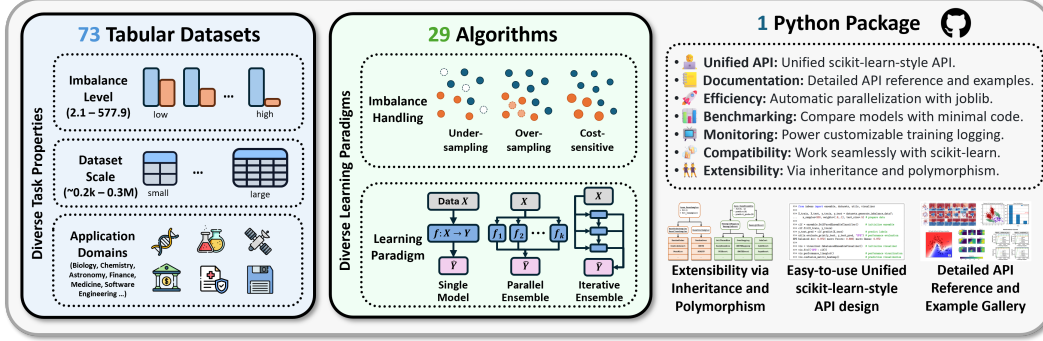 73 Tabular Datasets
Diverse Task Properties
Imbalance
Level
(2.1 – 577.9)
low
...
high
Dataset
Scale
(~0.2k – 0.3M)
small
...
large
Application
Domains
(Biology, Chemistry,
Astronomy, Finance,
Medicine, Software
Engineering ...)
29 Algorithms
Diverse Learning Paradigms
Imbalance
Handling
Under-
sampling
Over-
sampling
Cost-
sensitive
Learning
Paradigm
Data X
f: X → Y
Ŷ
Single
Model
X
f1 f2 ... fk
Ŷ
Parallel
Ensemble
X
Ŷ
Iterative
Ensemble
1 Python Package
• Unified API: Unified scikit-learn-style API.
• Documentation: Detailed API reference and examples.
• Efficiency: Automatic parallelization with joblib.
• Benchmarking: Compare models with minimal code.
• Monitoring: Power customizable training logging.
• Compatibility: Work seamlessly with scikit-learn.
• Extensibility: Via inheritance and polymorphism.
Extensibility via
Inheritance and
Polymorphism
Easy-to-use Unified
scikit-learn-style
API design
Detailed API
Reference and
Example Gallery